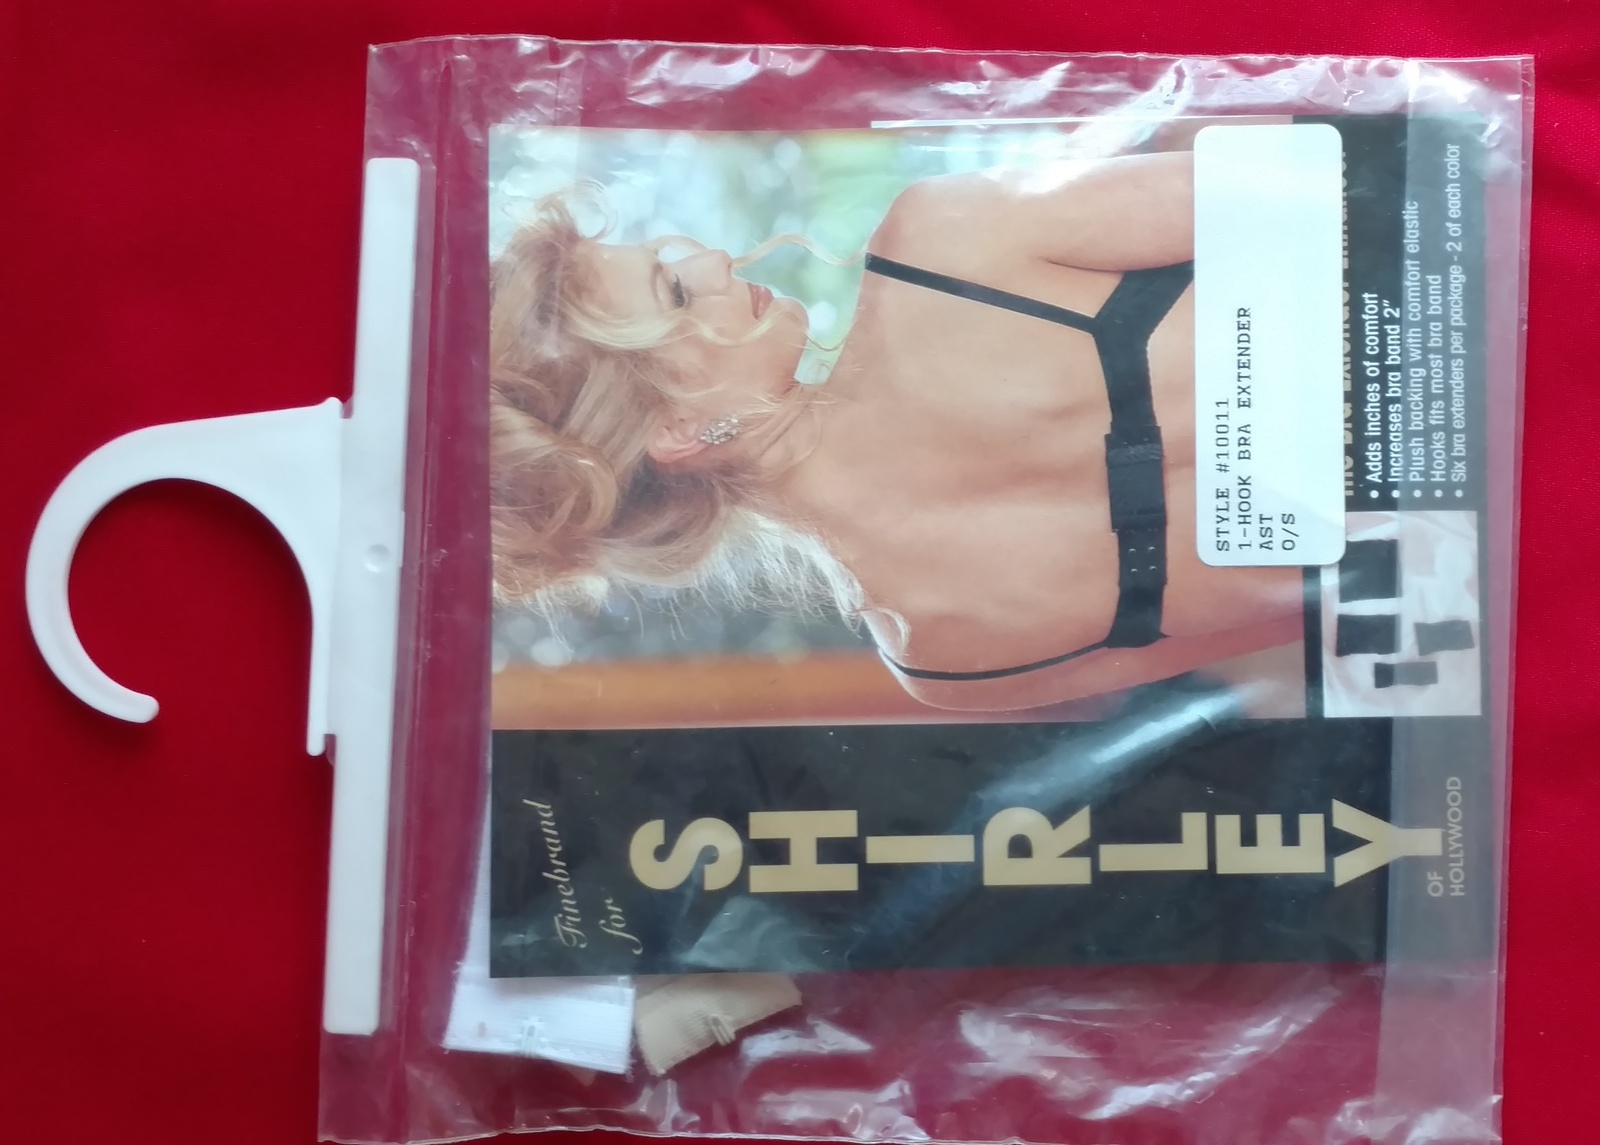 Finebrand
for
SHIRLEY
OF
HOLLYWOOD
STYLE #10011
1-HOOK BRA EXTENDER
AST
O/S
• Adds inches of comfort
• Increases bra band 2"
• Plush backing with comfort elastic
• Hooks fits most bra band
• Six bra extenders per package - 2 of each color